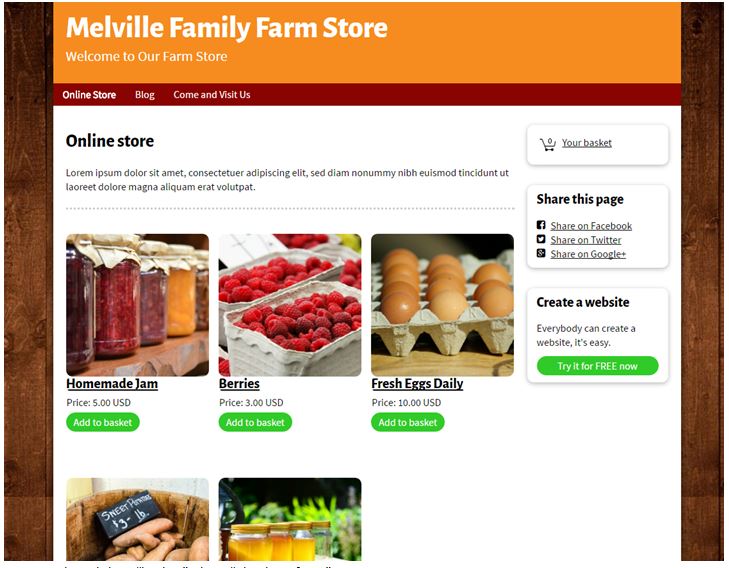 Melville Family Farm Store
Welcome to Our Farm Store
Online Store Blog Come and Visit Us
Online store
Lorem ipsum dolor sit amet, consectetuer adipiscing elit, sed diam nonummy nibh euismod tincidunt ut
laoreet dolore magna aliquam erat volutpat.
Homemade Jam
Price: 5.00 USD
Add to basket
Berries
Price: 3.00 USD
Add to basket
Fresh Eggs Daily
Price: 10.00 USD
Add to basket
SWEET POTATOES
$3 - lb
0 Your basket
Share this page
Share on Facebook
Share on Twitter
Share on Google+
Create a website
Everybody can create a
website, it's easy.
Try it for FREE now